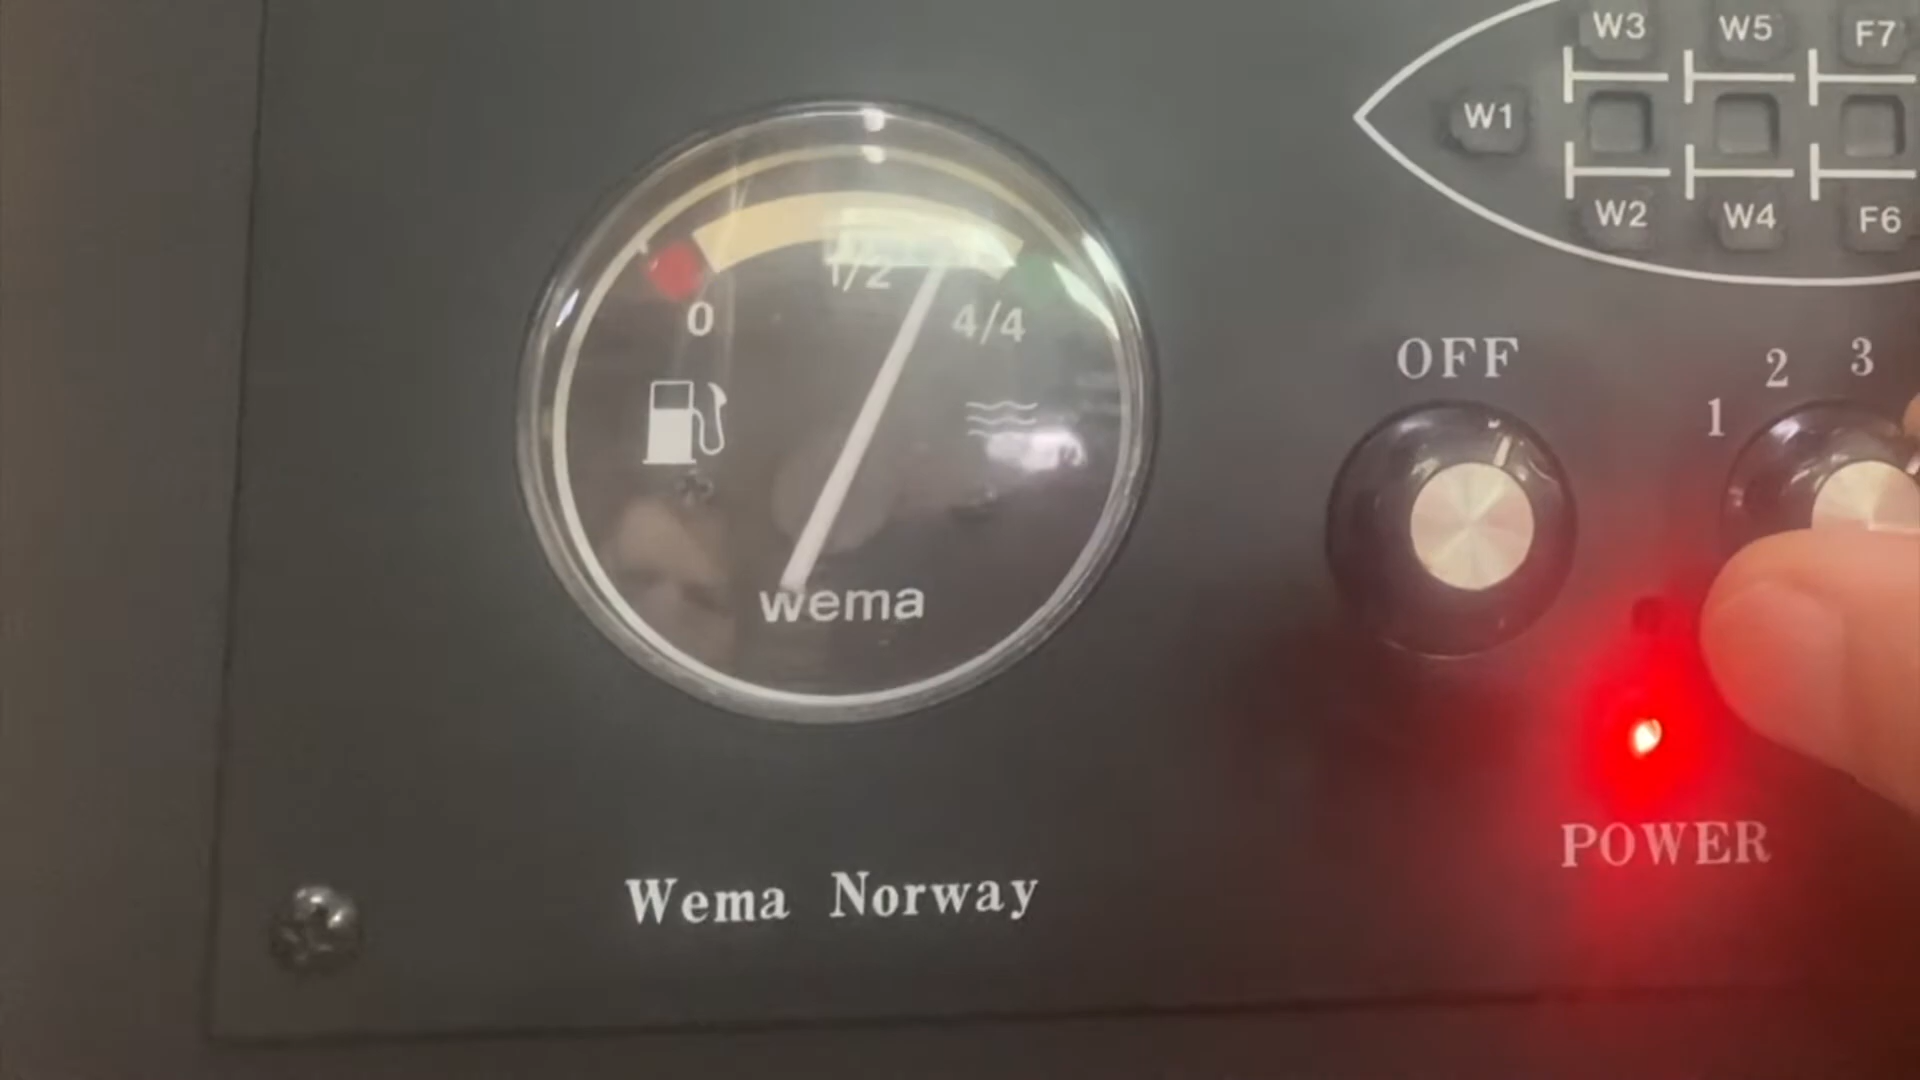 W3 W5 F7
W1
W2 W4 F6
1/2
0 4/4
wema
OFF
1 2 3
POWER
Wema Norway